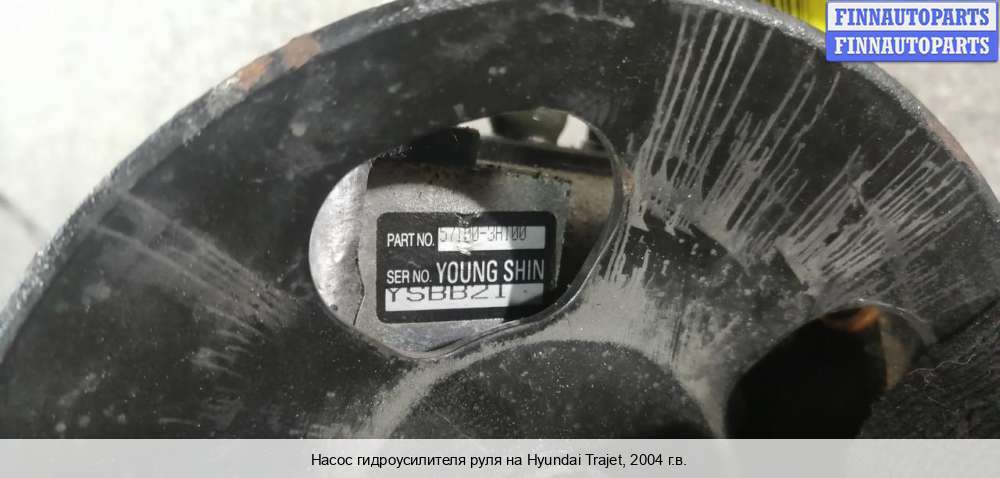 FINNAUTOPARTS
FINNAUTOPARTS
PART NO. 57100-3A100
SER NO. YOUNG SHIN
YSBB21
Насос гидроусилителя руля на Hyundai Trajet, 2004 г.в.